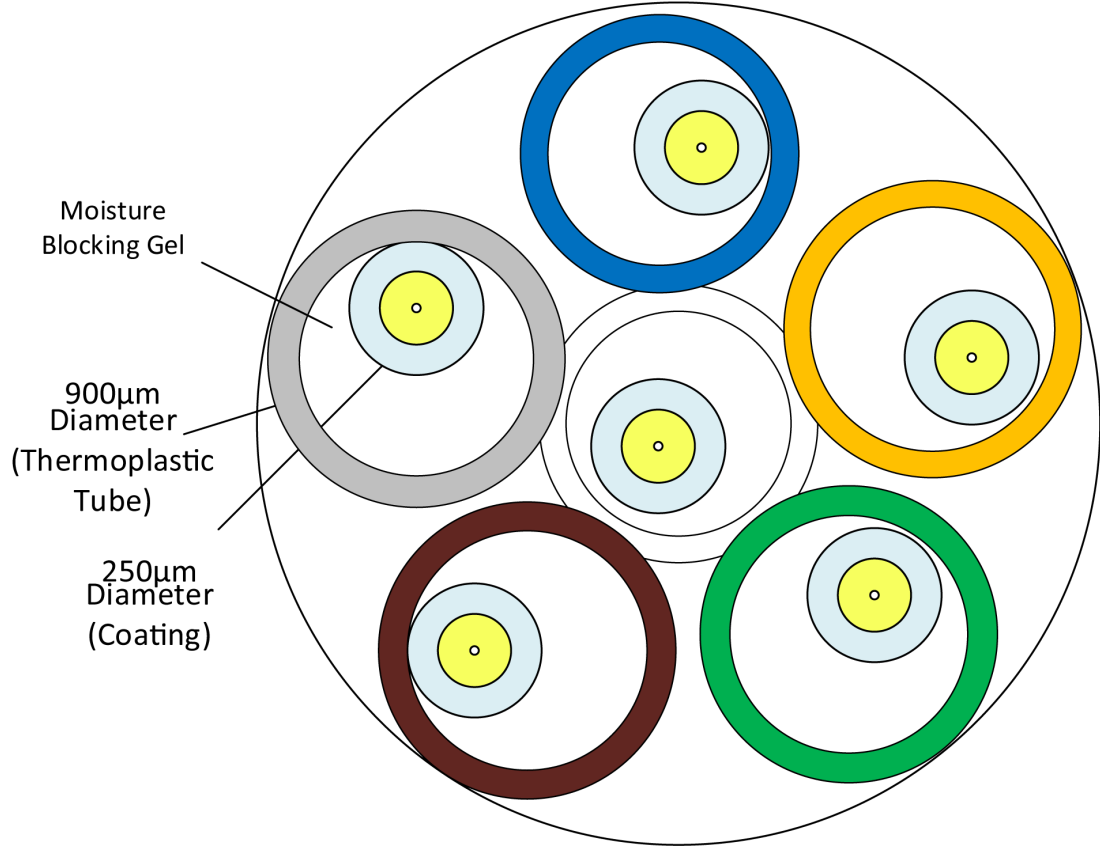 Moisture
Blocking Gel
900µm
Diameter
(Thermoplastic
Tube)
250µm
Diameter
(Coating)